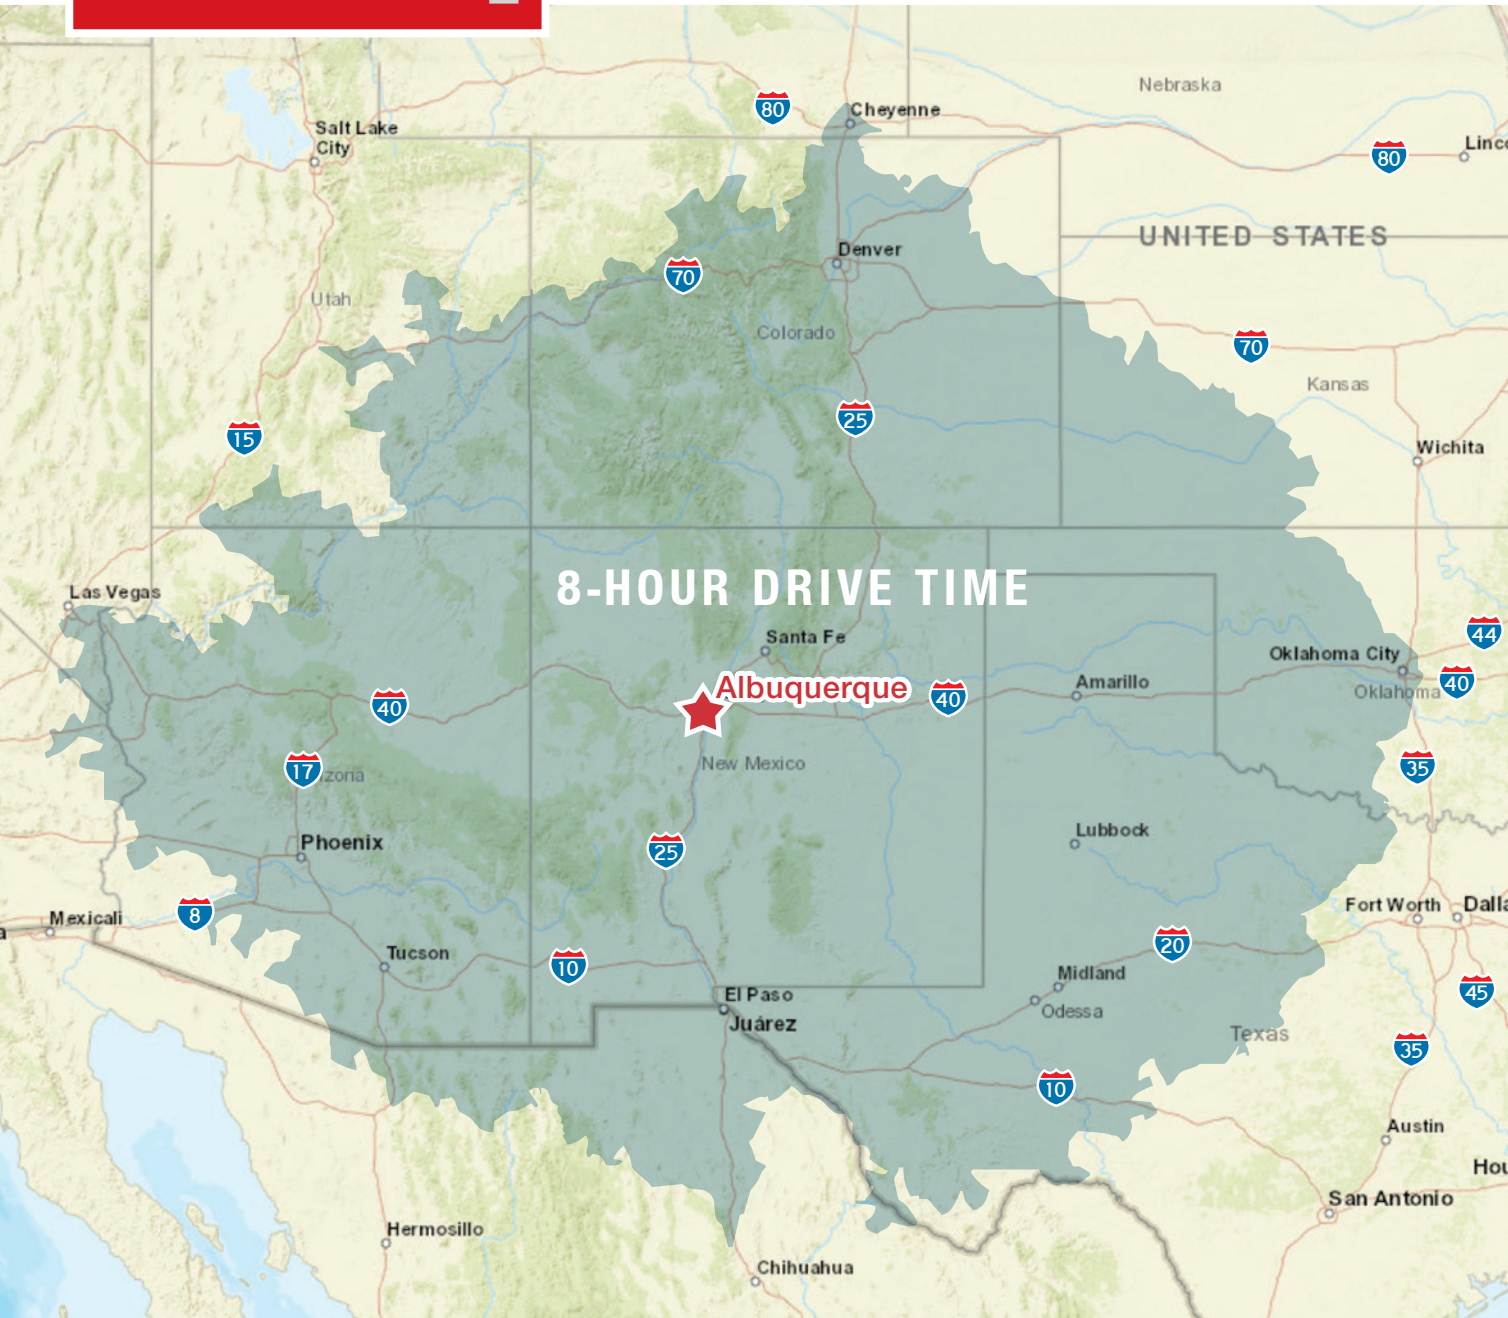 80
Cheyenne
Nebraska
Salt Lake
City
80
UNITED STATES
Denver
70
Utah
Colorado
70
Kansas
25
15
Wichita
8-HOUR DRIVE TIME
Las Vegas
Santa Fe
44
Oklahoma City
Albuquerque
Amarillo
40
Oklahoma
40
40
New Mexico
17
zona
35
Lubbock
Phoenix
25
Fort Worth
Dalla
8
Mexicali
a
20
Tucson
10
Midland
El Paso
45
Odessa
Juárez
Texas
35
10
Austin
Hou
San Antonio
Hermosillo
Chihuahua